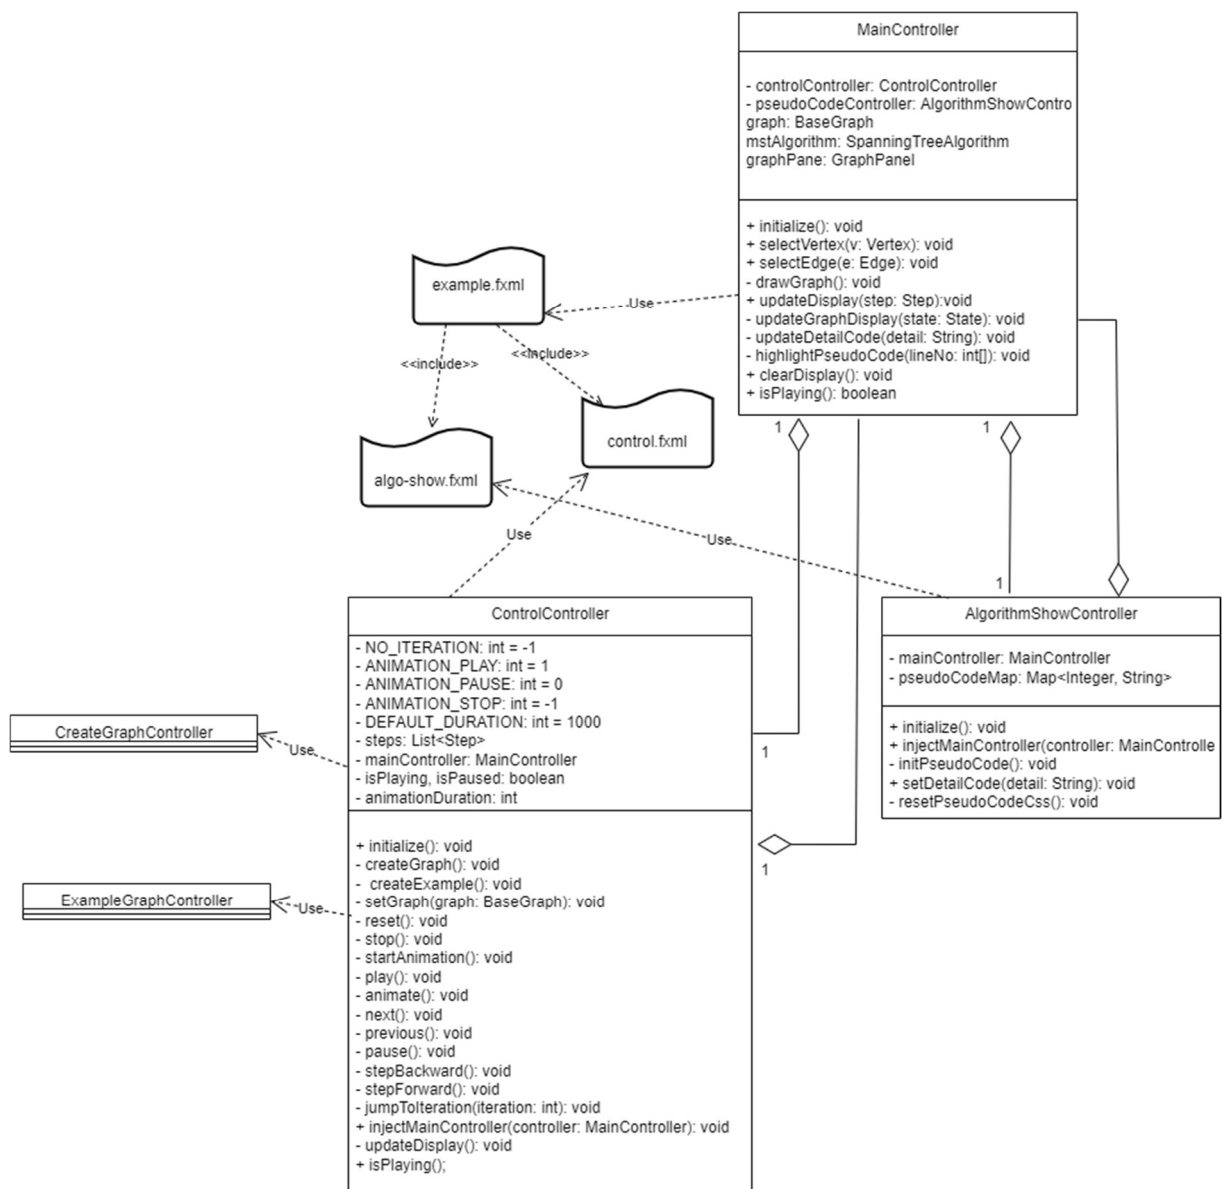 MainController
- controlController: ControlController
- pseudoCodeController: AlgorithmShowContro
graph: BaseGraph
mstAlgorithm: SpanningTreeAlgorithm
graphPane: GraphPanel
+ initialize(): void
+ selectVertex(v: Vertex): void
+ selectEdge(e: Edge): void
- drawGraph(): void
+ updateDisplay(step: Step):void
- updateGraphDisplay(state: State): void
- updateDetailCode(detail: String): void
- highlightPseudoCode(lineNo: int[]): void
+ clearDisplay(): void
+ isPlaying(): boolean
example.fxml
Use
<<include>>
<<include>>
control.fxml
algo-show.fxml
1
1
Use
Use
1
ControlController
- NO_ITERATION: int = -1
- ANIMATION_PLAY: int = 1
- ANIMATION_PAUSE: int = 0
- ANIMATION_STOP: int = -1
- DEFAULT_DURATION: int = 1000
- steps: List<Step>
- mainController: MainController
- isPlaying, isPaused: boolean
- animationDuration: int
+ initialize(): void
- createGraph(): void
- createExample(): void
- setGraph(graph: BaseGraph): void
- reset(): void
- stop(): void
- startAnimation(): void
- play(): void
- animate(): void
- next(): void
- previous(): void
- pause(): void
- stepBackward(): void
- stepForward(): void
- jumpToIteration(iteration: int): void
+ injectMainController(controller: MainController): void
- updateDisplay(): void
+ isPlaying();
1
1
AlgorithmShowController
- mainController: MainController
- pseudoCodeMap: Map<Integer, String>
+ initialize(): void
+ injectMainController(controller: MainControlle
- initPseudoCode(): void
+ setDetailCode(detail: String): void
- resetPseudoCodeCss(): void
CreateGraphController
Use
ExampleGraphController
Use